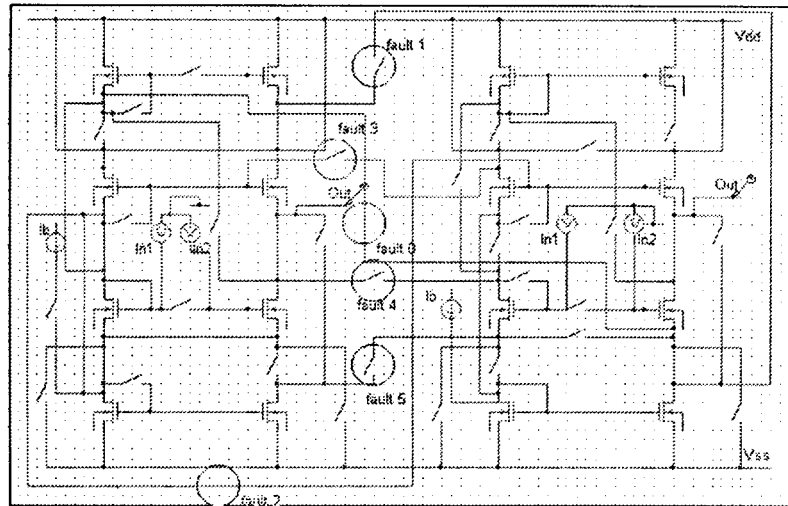 fault 1
Vdd
fault 3
Out
Out
Ib
In1
In2
fault 0
In1
In2
fault 4
Ib
fault 5
Vss
fault 2